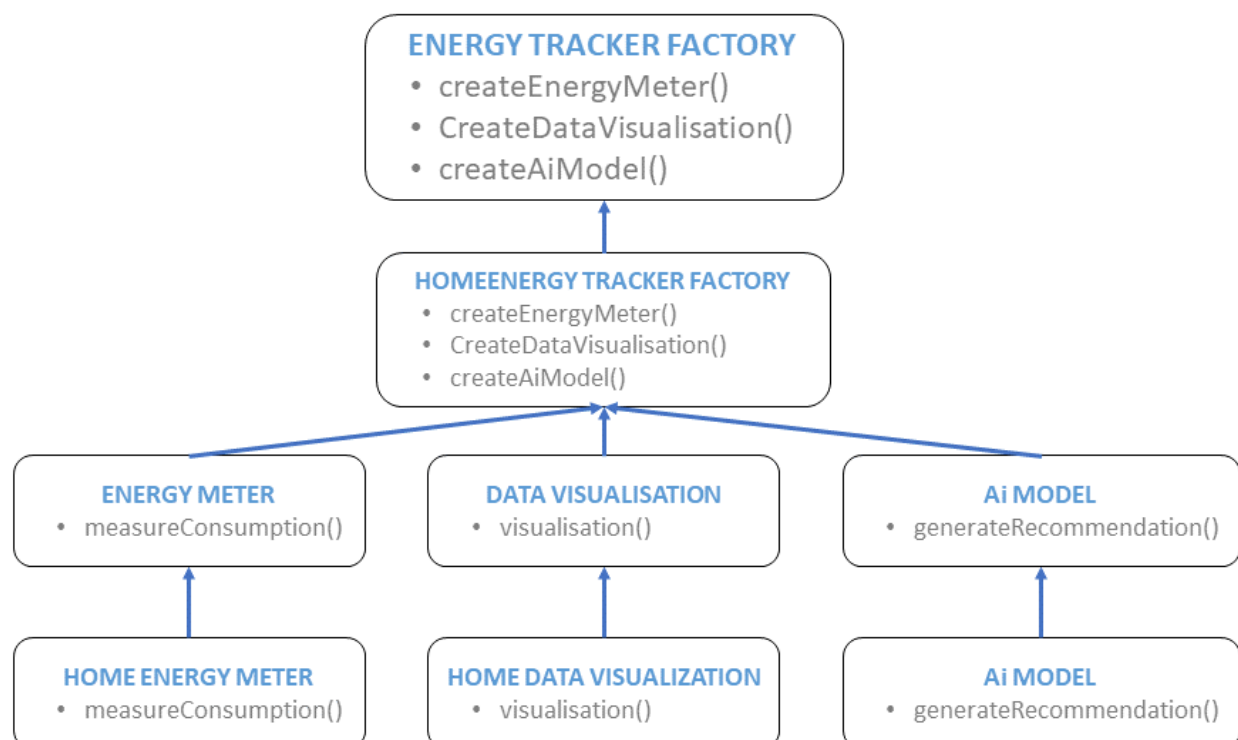 ENERGY TRACKER FACTORY
• createEnergyMeter()
• CreateDataVisualisation()
• createAiModel()
HOMEENERGY TRACKER FACTORY
• createEnergyMeter()
• CreateDataVisualisation()
• createAiModel()
ENERGY METER
• measureConsumption()
DATA VISUALISATION
• visualisation()
Ai MODEL
• generateRecommendation()
HOME ENERGY METER
• measureConsumption()
HOME DATA VISUALIZATION
• visualisation()
Ai MODEL
• generateRecommendation()